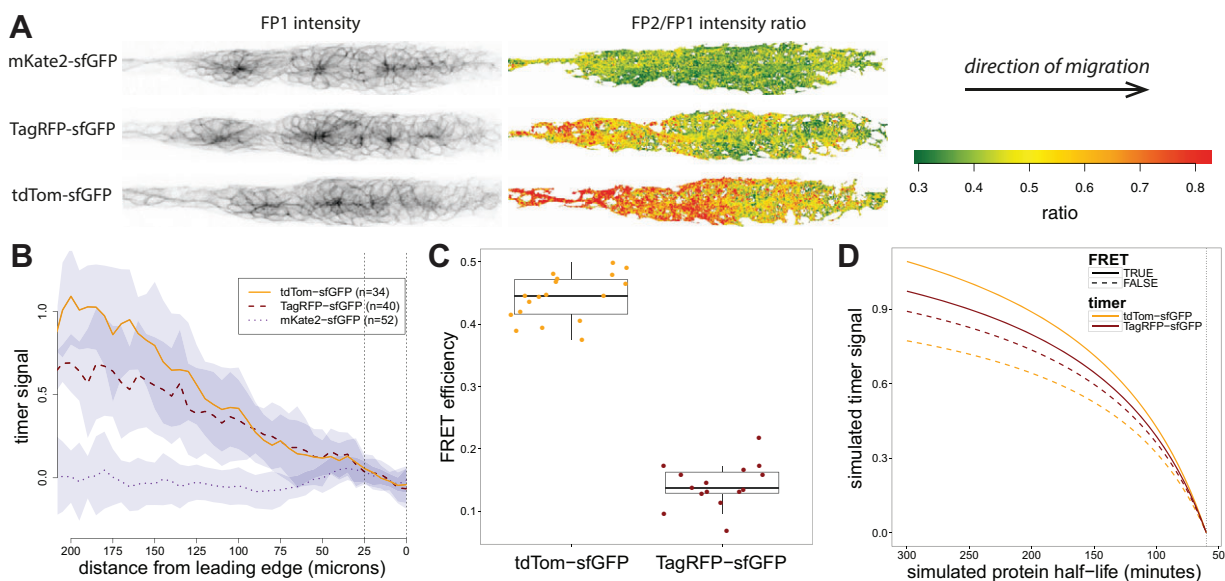 A
FP1 intensity
FP2/FP1 intensity ratio
mKate2-sfGFP
TagRFP-sfGFP
tdTom-sfGFP
direction of migration
0.3 0.4 0.5 0.6 0.7 0.8
ratio
B
timer signal
1.0
0.5
0.0
tdTom−sfGFP (n=34)
TagRFP−sfGFP (n=40)
mKate2−sfGFP (n=52)
200 175 150 125 100 75 50 25 0
distance from leading edge (microns)
C
FRET efficiency
0.5
0.4
0.3
0.2
0.1
tdTom−sfGFP TagRFP−sfGFP
D
simulated timer signal
0.9
0.6
0.3
0.0
FRET
TRUE
FALSE
timer
tdTom−sfGFP
TagRFP−sfGFP
300 250 200 150 100 50
simulated protein half-life (minutes)